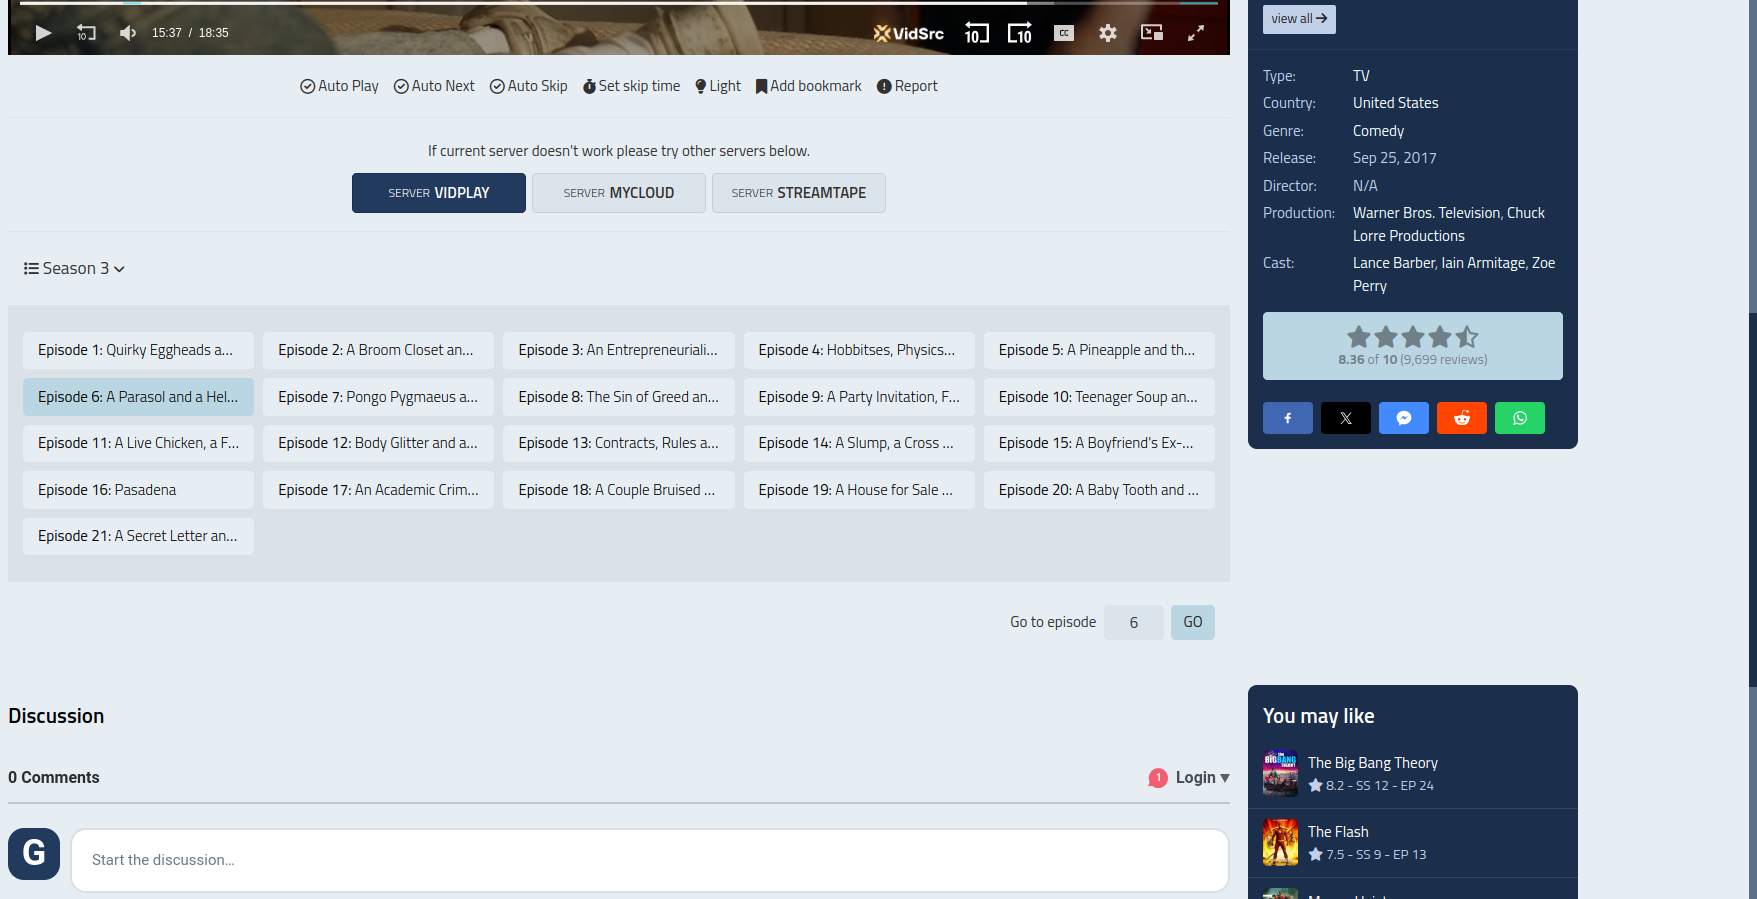 15:37 / 18:35
VidSrc
10
10
CC
Auto Play Auto Next Auto Skip Set skip time Light Add bookmark Report
If current server doesn't work please try other servers below.
SERVER VIDPLAY
SERVER MYCLOUD
SERVER STREAMTAPE
Season 3
Episode 1: Quirky Eggheads a...
Episode 2: A Broom Closet an...
Episode 3: An Entrepreneuriali...
Episode 4: Hobbitses, Physics...
Episode 5: A Pineapple and th...
Episode 6: A Parasol and a Hel...
Episode 7: Pongo Pygmaeus a...
Episode 8: The Sin of Greed an...
Episode 9: A Party Invitation, F...
Episode 10: Teenager Soup an...
Episode 11: A Live Chicken, a F...
Episode 12: Body Glitter and a...
Episode 13: Contracts, Rules a...
Episode 14: A Slump, a Cross ...
Episode 15: A Boyfriend's Ex-...
Episode 16: Pasadena
Episode 17: An Academic Crim...
Episode 18: A Couple Bruised ...
Episode 19: A House for Sale ...
Episode 20: A Baby Tooth and ...
Episode 21: A Secret Letter an...
Go to episode 6 GO
Discussion
0 Comments
1 Login
G
Start the discussion...
view all
Type: TV
Country: United States
Genre: Comedy
Release: Sep 25, 2017
Director: N/A
Production: Warner Bros. Television, Chuck
Lorre Productions
Cast: Lance Barber, Iain Armitage, Zoe
Perry
8.36 of 10 (9,699 reviews)
You may like
The Big Bang Theory
8.2 - SS 12 - EP 24
The Flash
7.5 - SS 9 - EP 13